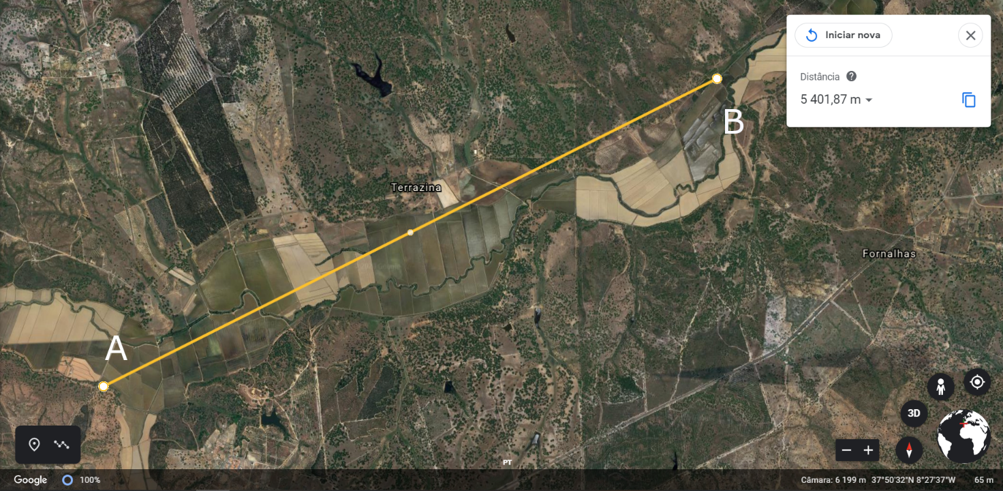 Iniciar nova
Distância
5 401,87 m
B
Terrazina
Fornalhas
A
3D
PT
Google
100%
Câmara: 6 199 m 37°50'32"N 8°27'37"W
65 m